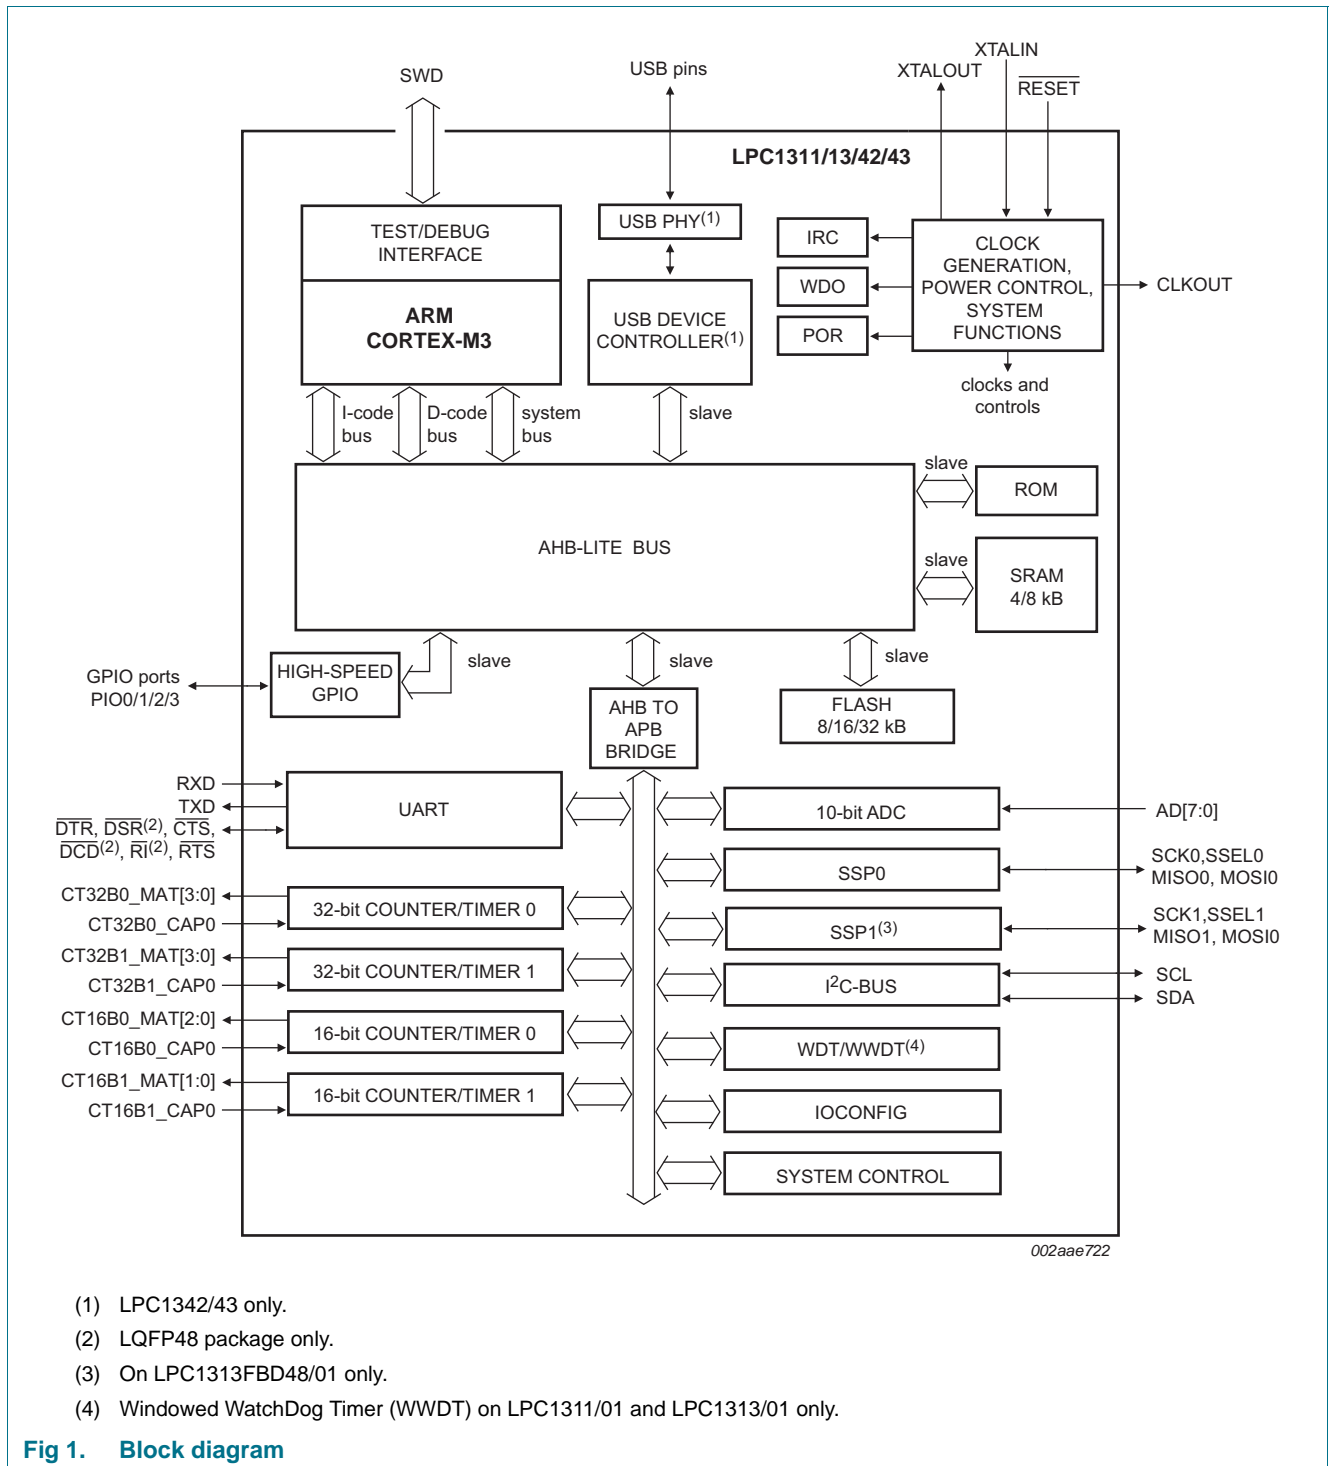 SWD
USB pins
XTALIN
XTALOUT
RESET
LPC1311/13/42/43
TEST/DEBUG
INTERFACE
ARM
CORTEX-M3
USB PHY(1)
USB DEVICE
CONTROLLER(1)
IRC
WDO
POR
CLOCK
GENERATION,
POWER CONTROL,
SYSTEM
FUNCTIONS
CLKOUT
clocks and
controls
I-code
bus
D-code
bus
system
bus
slave
AHB-LITE BUS
slave
ROM
slave
SRAM
4/8 kB
GPIO ports
PIO0/1/2/3
HIGH-SPEED
GPIO
slave
slave
slave
AHB TO
APB
BRIDGE
FLASH
8/16/32 kB
RXD
TXD
DTR, DSR(2), CTS,
DCD(2), RI(2), RTS
UART
10-bit ADC
AD[7:0]
SSP0
SCK0,SSEL0
MISO0, MOSI0
CT32B0_MAT[3:0]
CT32B0_CAP0
32-bit COUNTER/TIMER 0
SSP1(3)
SCK1,SSEL1
MISO1, MOSI0
CT32B1_MAT[3:0]
CT32B1_CAP0
32-bit COUNTER/TIMER 1
I2C-BUS
SCL
SDA
CT16B0_MAT[2:0]
CT16B0_CAP0
16-bit COUNTER/TIMER 0
WDT/WWDT(4)
CT16B1_MAT[1:0]
CT16B1_CAP0
16-bit COUNTER/TIMER 1
IOCONFIG
SYSTEM CONTROL
002aae722
(1) LPC1342/43 only.
(2) LQFP48 package only.
(3) On LPC1313FBD48/01 only.
(4) Windowed WatchDog Timer (WWDT) on LPC1311/01 and LPC1313/01 only.
Fig 1. Block diagram